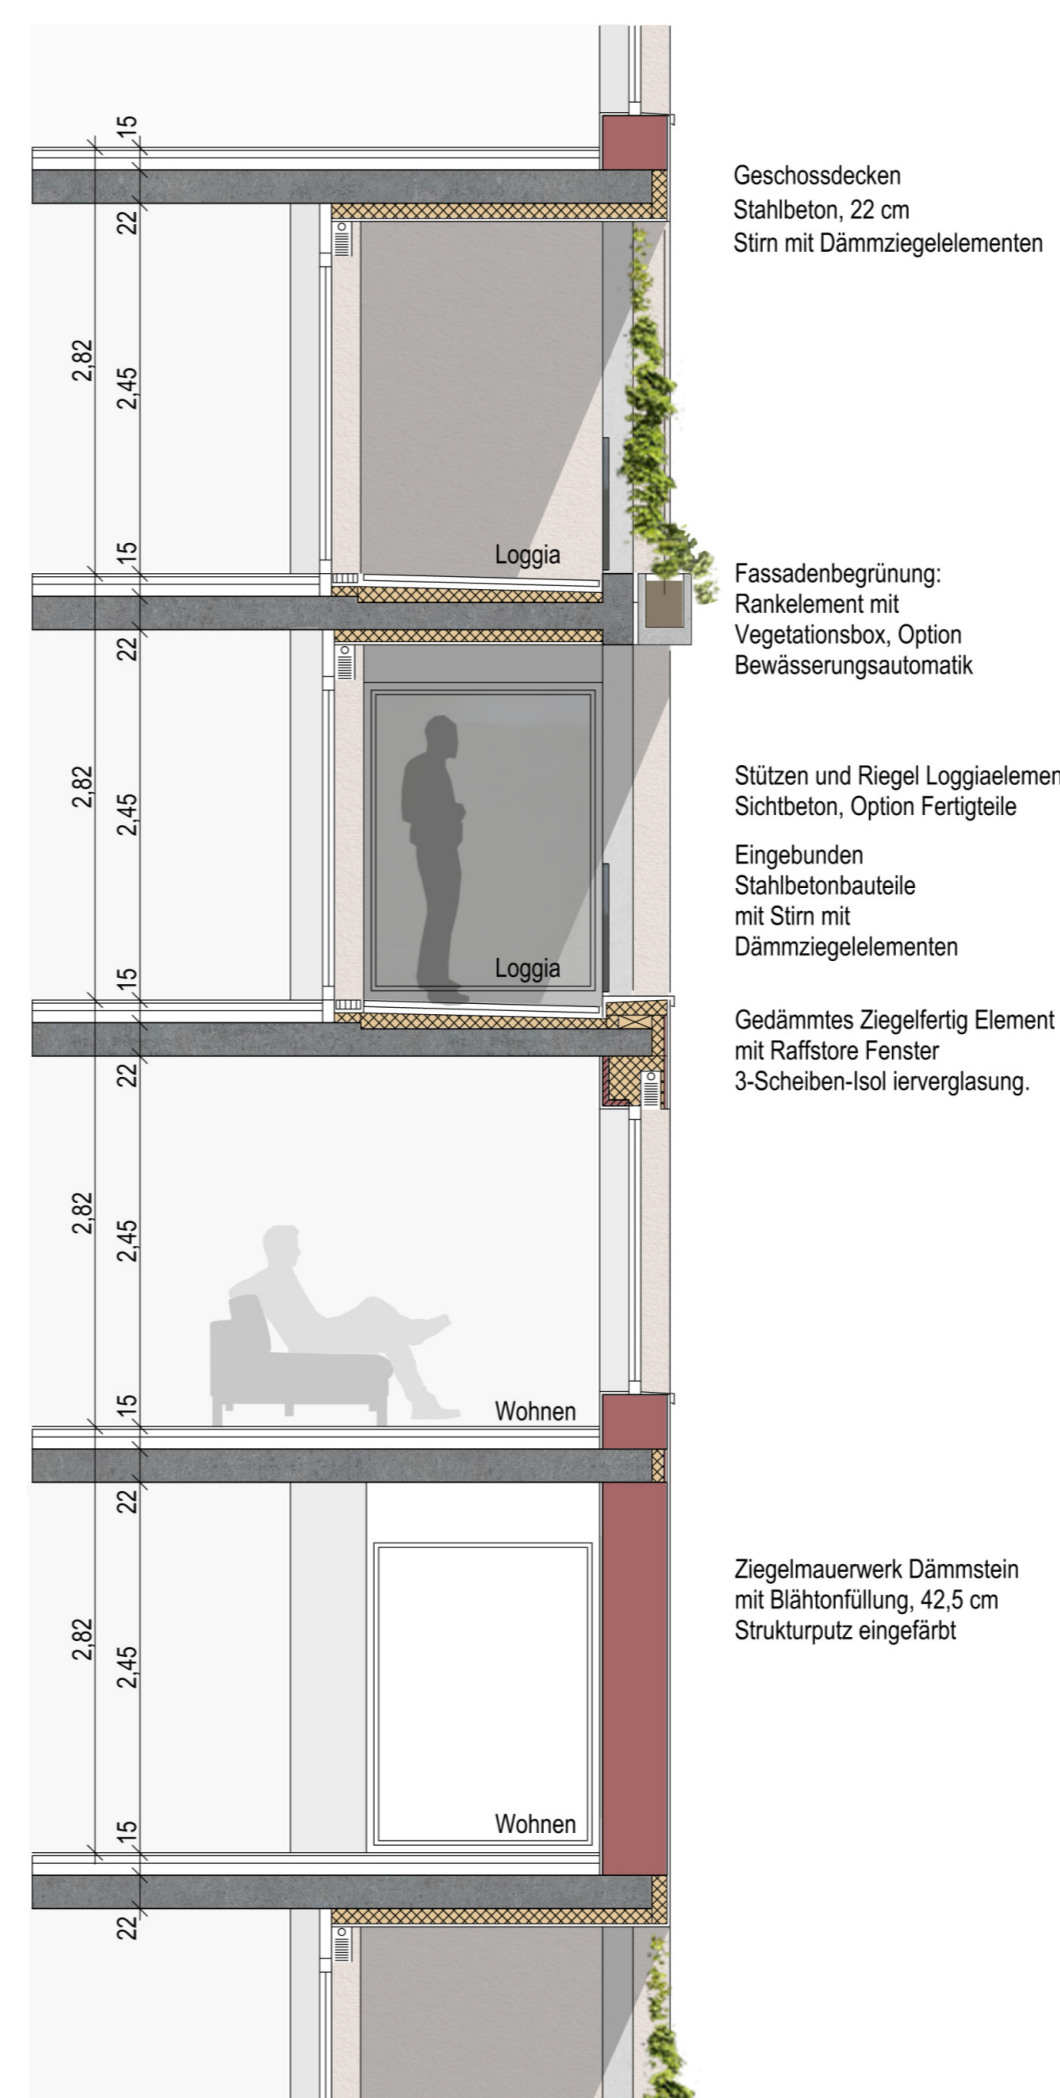 15
Geschossdecken
Stahlbeton, 22 cm
Stirn mit Dämmziegelelementen
22
2,82
2,45
Loggia
15
Fassadenbegrünung:
Rankelement mit
Vegetationsbox, Option
Bewässerungsautomatik
22
Stützen und Riegel Loggiaelemen
Sichtbeton, Option Fertigteile
2,82
2,45
Eingebunden
Stahlbetonbauteile
mit Stirn mit
Dämmziegelelementen
Loggia
15
Gedämmtes Ziegelfertig Element
mit Raffstore Fenster
3-Scheiben-Isol ierverglasung.
22
2,82
2,45
Wohnen
15
22
Ziegelmauerwerk Dämmstein
mit Blähtonfüllung, 42,5 cm
Strukturputz eingefärbt
2,82
2,45
Wohnen
15
22